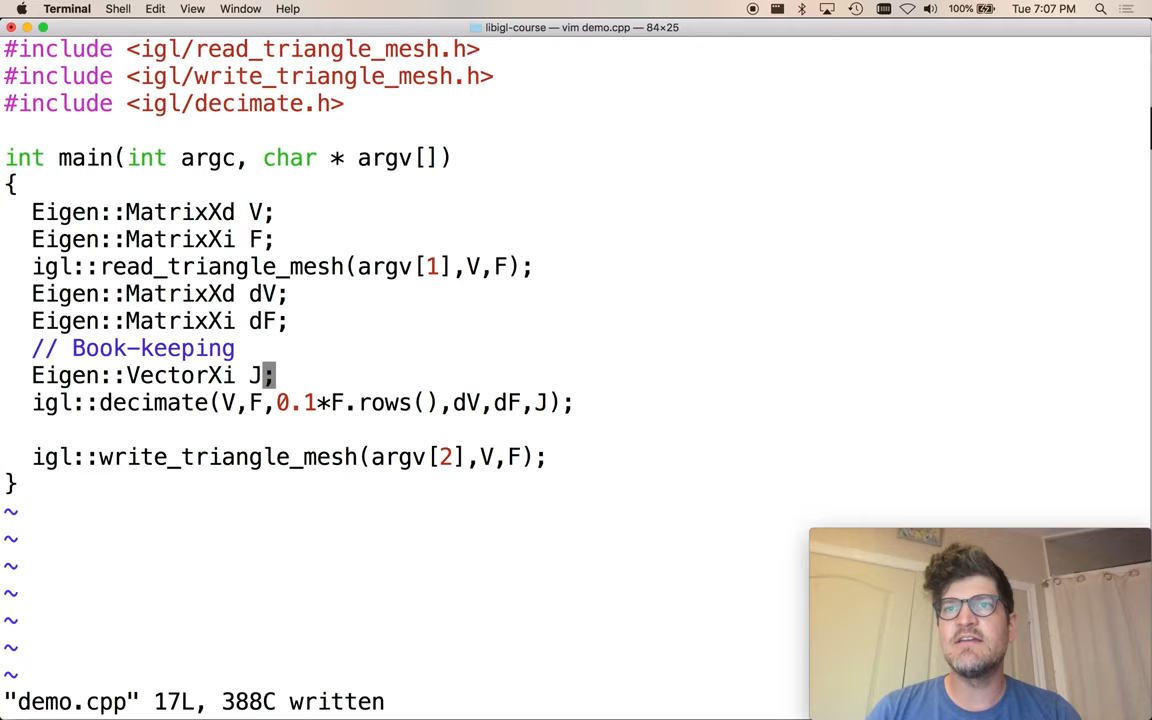 Terminal Shell Edit View Window Help 100% Tue 7:07 PM
libigl-course — vim demo.cpp — 84×25
#include <igl/read_triangle_mesh.h>
#include <igl/write_triangle_mesh.h>
#include <igl/decimate.h>
int main(int argc, char * argv[])
{
Eigen::MatrixXd V;
Eigen::MatrixXi F;
igl::read_triangle_mesh(argv[1],V,F);
Eigen::MatrixXd dV;
Eigen::MatrixXi dF;
// Book-keeping
Eigen::VectorXi J;
igl::decimate(V,F,0.1*F.rows(),dV,dF,J);
igl::write_triangle_mesh(argv[2],V,F);
}
~
~
~
~
~
~
~
"demo.cpp" 17L, 388C written